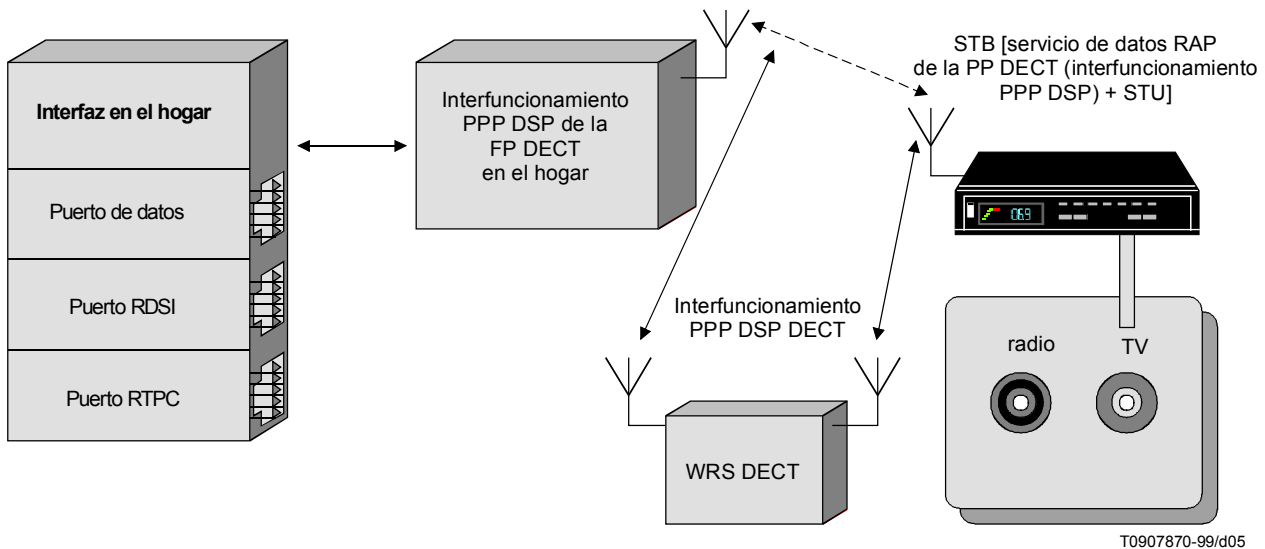 Interfaz en el hogar
Puerto de datos
Puerto RDSI
Puerto RTPC
Interfuncionamiento
PPP DSP de la
FP DECT
en el hogar
STB [servicio de datos RAP
de la PP DECT (interfuncionamiento
PPP DSP) + STU]
069
Interfuncionamiento
PPP DSP DECT
WRS DECT
radio
TV
T0907870-99/d05